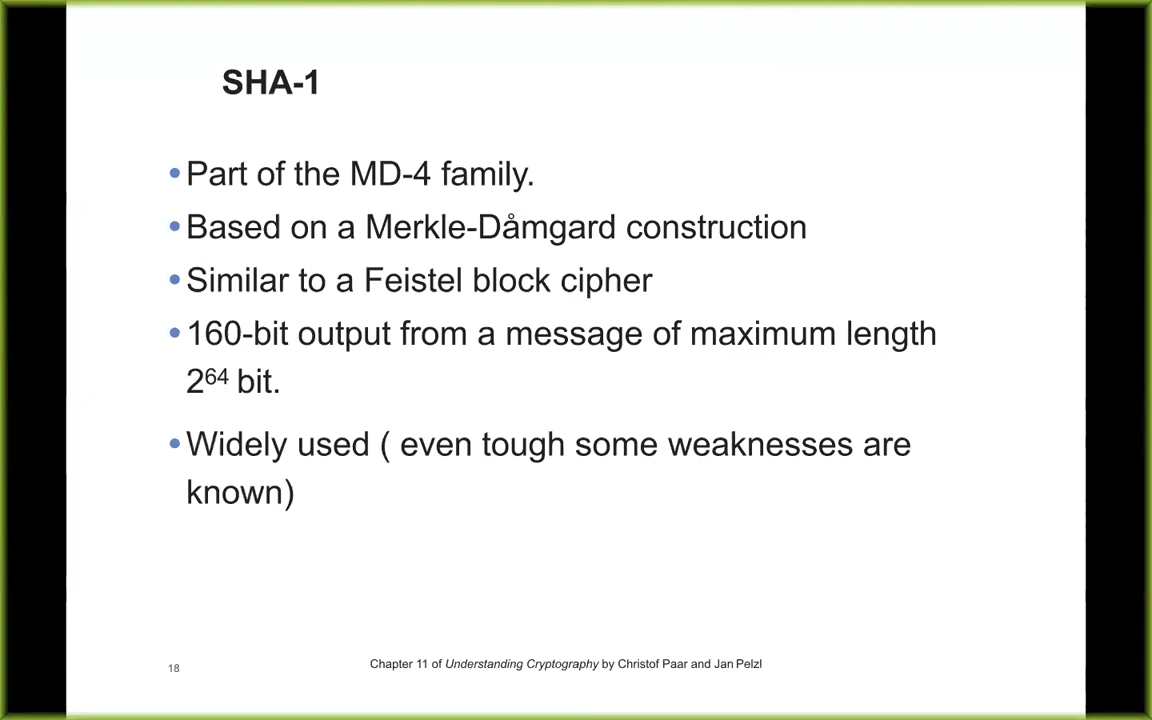 SHA-1
•Part of the MD-4 family.
•Based on a Merkle-Dåmgard construction
•Similar to a Feistel block cipher
•160-bit output from a message of maximum length
2⁶⁴ bit.
•Widely used ( even tough some weaknesses are
known)
18
Chapter 11 of Understanding Cryptography by Christof Paar and Jan Pelzl